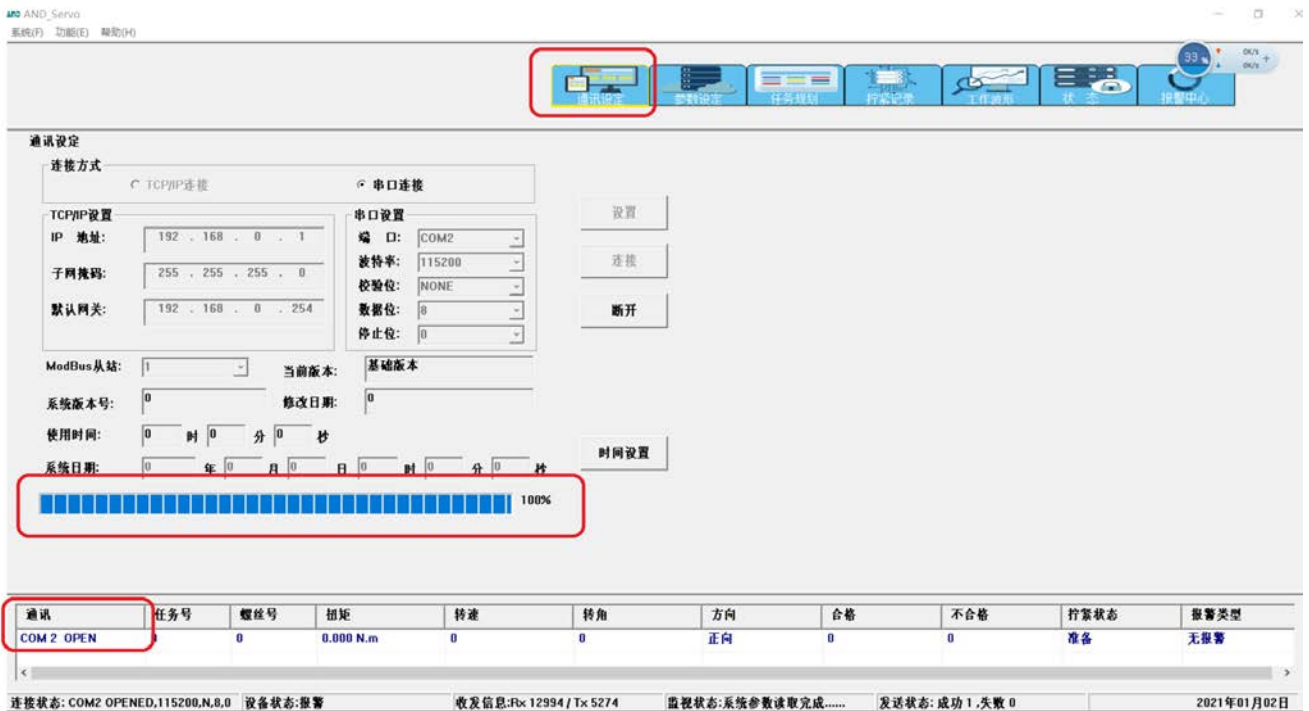 AND AND_Servo
系统(F) 功能(E) 帮助(H)
93%
0K/s
0K/s
通讯设定 参数设定 任务规划 拧紧记录 工作波形 状 态 报警中心
通讯设定
连接方式
TCP/IP连接 串口连接
TCP/IP设置
IP 地址: 192 . 168 . 0 . 1
子网掩码: 255 . 255 . 255 . 0
默认网关: 192 . 168 . 0 . 254
串口设置
端 口: COM2
波特率: 115200
校验位: NONE
数据位: 8
停止位: 0
设置
连接
断开
ModBus从站: 1 当前版本: 基础版本
系统版本号: 0 修改日期: 0
使用时间: 0 时 0 分 0 秒
系统日期: 0 年 0 月 0 日 0 时 0 分 0 秒
时间设置
100%
通讯 任务号 螺丝号 扭矩 转速 转角 方向 合格 不合格 拧紧状态 报警类型
COM 2 OPEN 0 0.000 N.m 0 0 正向 0 0 准备 无报警
连接状态: COM2 OPENED,115200,N,8,0 设备状态:报警 收发信息:Rx 12994 / Tx 5274 监视状态:系统参数读取完成...... 发送状态: 成功 1 ,失败 0 2021年01月02日